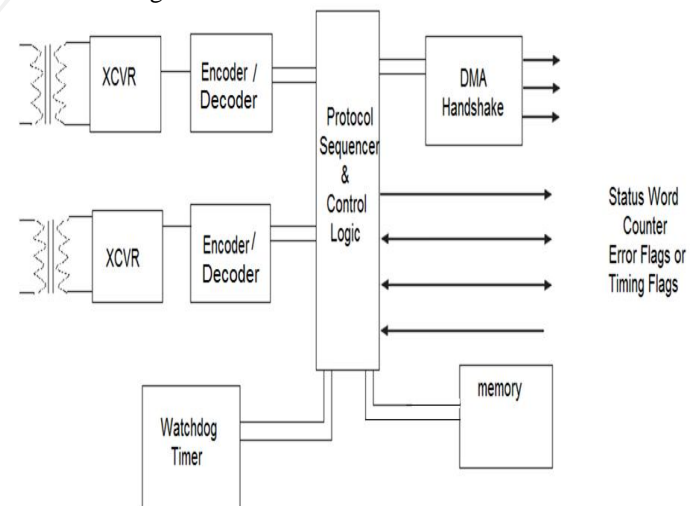 XCVR
Encoder /
Decoder
Protocol
Sequencer
&
Control
Logic
DMA
Handshake
XCVR
Encoder /
Decoder
Status Word
Counter
Error Flags or
Timing Flags
Watchdog
Timer
memory